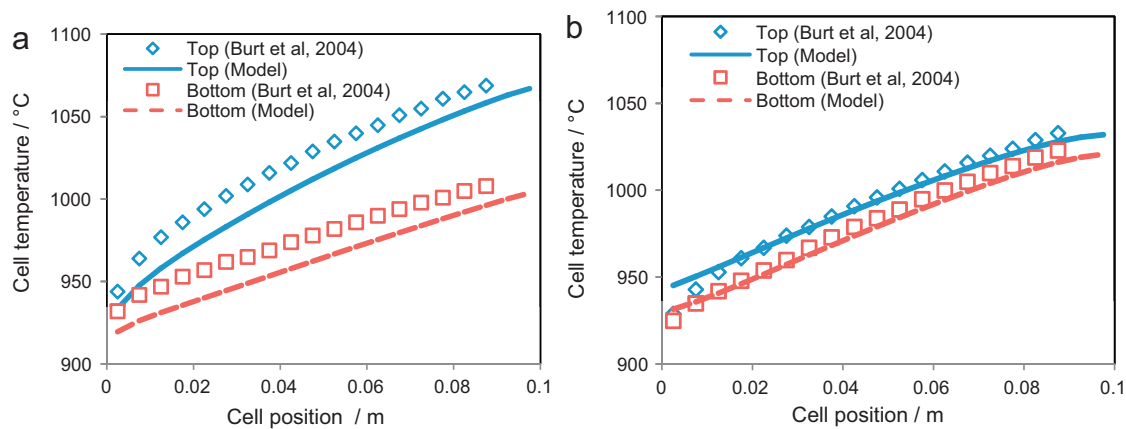 a
1100
1050
1000
950
900
Cell temperature / °C
Top (Burt et al, 2004)
Top (Model)
Bottom (Burt et al, 2004)
Bottom (Model)
0 0.02 0.04 0.06 0.08 0.1
Cell position / m
b
1100
1050
1000
950
900
Cell temperature / °C
Top (Burt et al, 2004)
Top (Model)
Bottom (Burt et al, 2004)
Bottom (Model)
0 0.02 0.04 0.06 0.08 0.1
Cell position / m